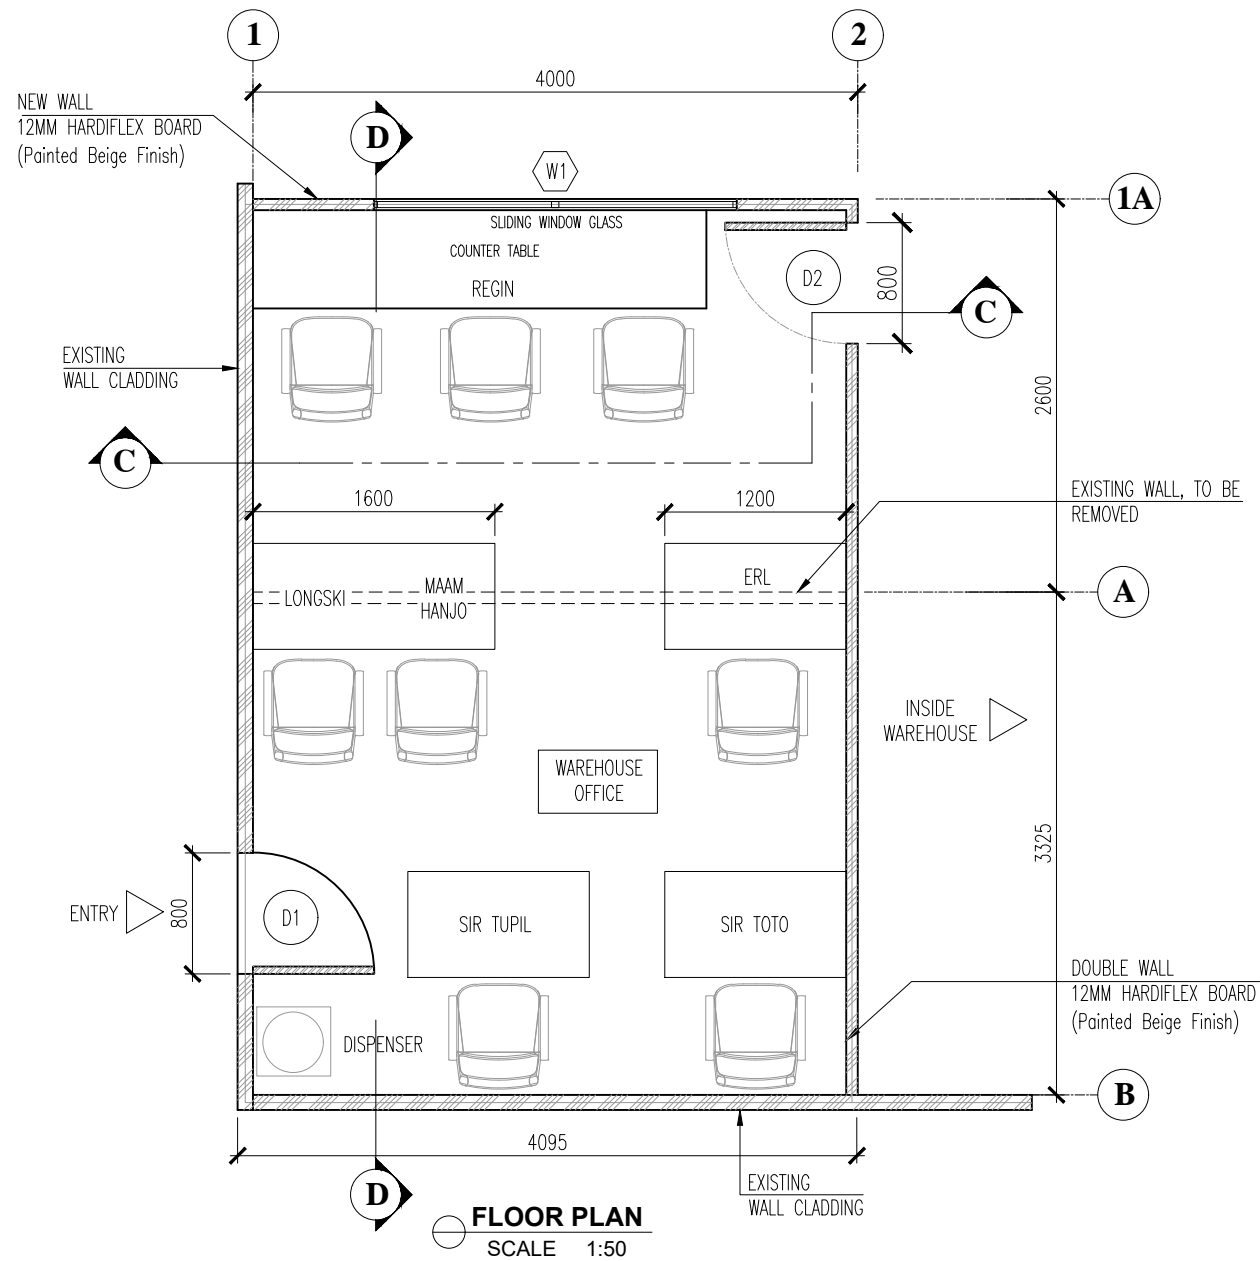 1
2
4000
NEW WALL
12MM HARDIFLEX BOARD
(Painted Beige Finish)
D
W1
1A
SLIDING WINDOW GLASS
COUNTER TABLE
REGIN
D2
800
C
EXISTING
WALL CLADDING
2600
C
1600
1200
EXISTING WALL, TO BE
REMOVED
LONGSKI
MAAM
HANJO
ERL
A
INSIDE
WAREHOUSE
WAREHOUSE
OFFICE
3325
ENTRY
800
D1
SIR TUPIL
SIR TOTO
DOUBLE WALL
12MM HARDIFLEX BOARD
(Painted Beige Finish)
DISPENSER
B
4095
EXISTING
WALL CLADDING
D
FLOOR PLAN
SCALE 1:50